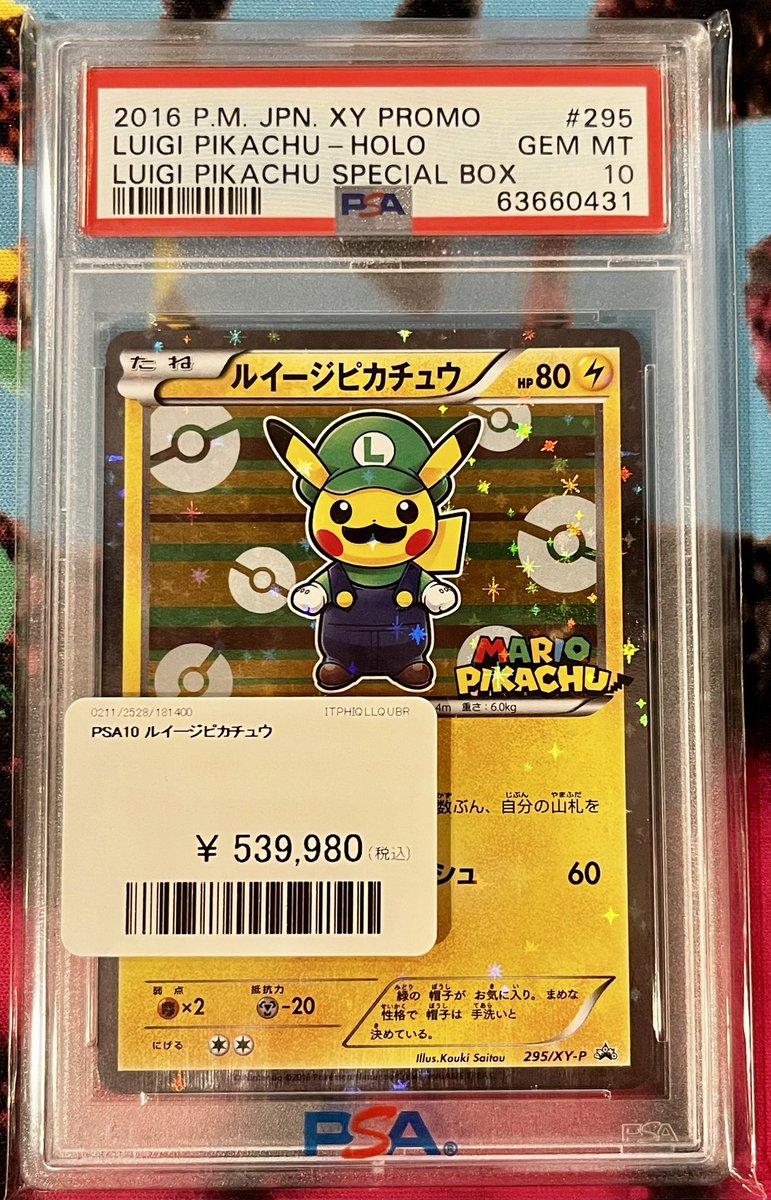 2016 P.M. JPN. XY PROMO #295
LUIGI PIKACHU-HOLO GEM MT
LUIGI PIKACHU SPECIAL BOX 10
PSA 63660431
たね ルイージピカチュウ HP80
L
MARIO
PIKACHU
4m 重さ:6.0kg
0211/2528/181400 ITPHIQLLQUBR
PSA10 ルイージピカチュウ
¥ 539,980(税込)
数ぶん、自分の山札を
シュ 60
弱点 抵抗力
×2 -20
にげる
緑の帽子がお気に入り。まめな
性格で帽子は手洗いと
決めている。
Illus.Kouki Saitou 295/XY-P
PSA®
PSA